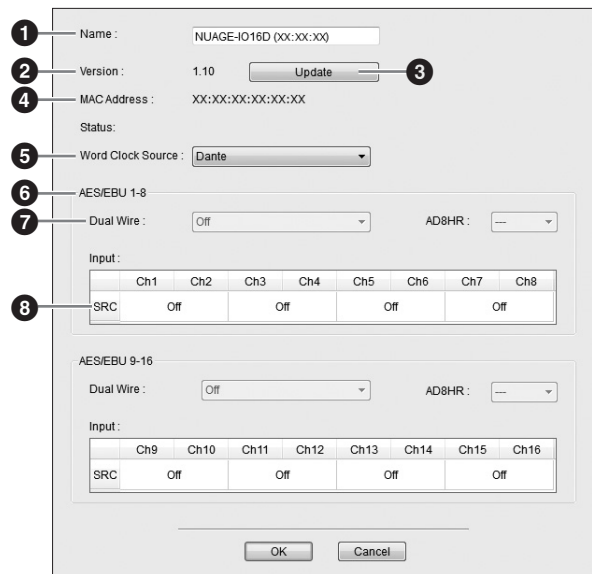 1 Name : NUAGE-IO16D (XX:XX:XX)
2 Version : 1.10 Update 3
4 MAC Address : XX:XX:XX:XX:XX:XX
Status:
5 Word Clock Source : Dante
6 AES/EBU 1-8
7 Dual Wire : Off AD8HR : ---
Input :
Ch1 Ch2 Ch3 Ch4 Ch5 Ch6 Ch7 Ch8
8 SRC Off Off Off Off
AES/EBU 9-16
Dual Wire : Off AD8HR : ---
Input :
Ch9 Ch10 Ch11 Ch12 Ch13 Ch14 Ch15 Ch16
SRC Off Off Off Off
OK Cancel